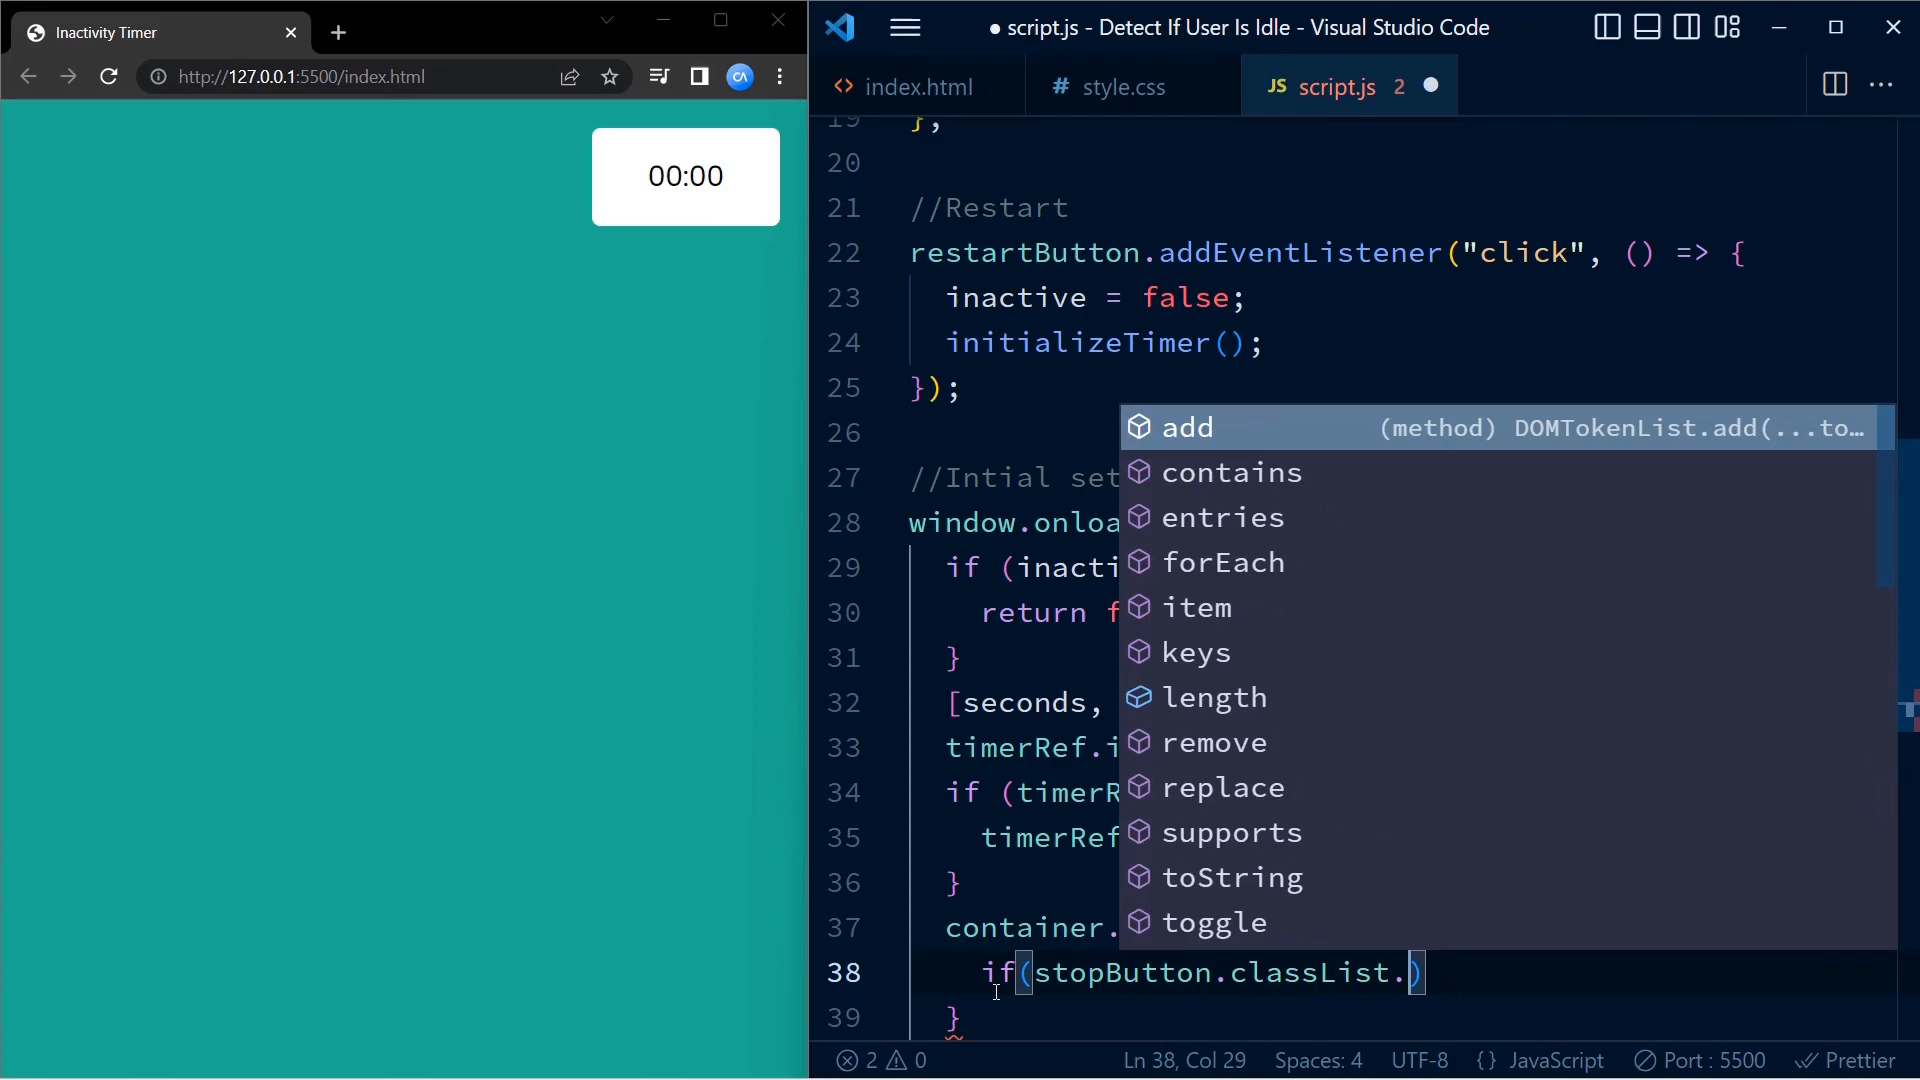 Inactivity Timer
http://127.0.0.1:5500/index.html
CA
00:00
script.js - Detect If User Is Idle - Visual Studio Code
index.html
# style.css
JS script.js 2
19 },
20
21 //Restart
22 restartButton.addEventListener("click", () => {
23 inactive = false;
24 initializeTimer();
25 });
26
27 //Intial set
28 window.onloa
29 if (inacti
30 return f
31 }
32 [seconds,
33 timerRef.i
34 if (timerR
35 timerRef
36 }
37 container.
38 if(stopButton.classList.)
39 }
add (method) DOMTokenList.add(...to…
contains
entries
forEach
item
keys
length
remove
replace
supports
toString
toggle
2 0 Ln 38, Col 29 Spaces: 4 UTF-8 {} JavaScript Port : 5500 Prettier